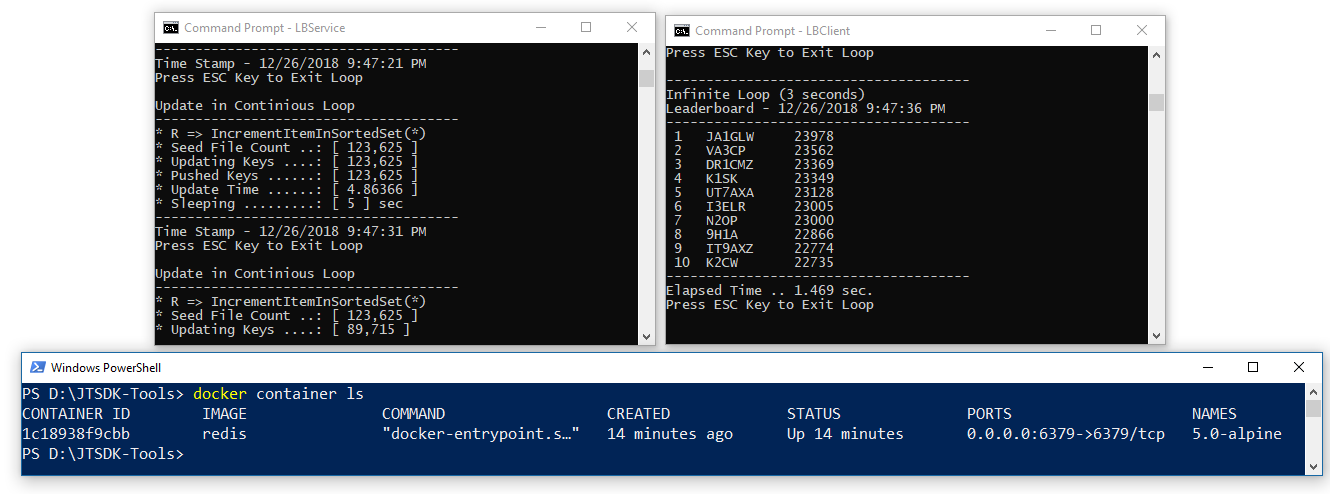 Command Prompt - LBService
---------------------------------------
Time Stamp - 12/26/2018 9:47:21 PM
Press ESC Key to Exit Loop
Update in Continious Loop
---------------------------------------
* R => IncrementItemInSortedSet(*)
* Seed File Count ..: [ 123,625 ]
* Updating Keys ....: [ 123,625 ]
* Pushed Keys ......: [ 123,625 ]
* Update Time ......: [ 4.86366 ]
* Sleeping .........: [ 5 ] sec
---------------------------------------
Time Stamp - 12/26/2018 9:47:31 PM
Press ESC Key to Exit Loop
Update in Continious Loop
---------------------------------------
* R => IncrementItemInSortedSet(*)
* Seed File Count ..: [ 123,625 ]
* Updating Keys ....: [ 89,715 ]
Command Prompt - LBClient
Press ESC Key to Exit Loop
---------------------------------------
Infinite Loop (3 seconds)
Leaderboard - 12/26/2018 9:47:36 PM
---------------------------------------
1 JA1GLW 23978
2 VA3CP 23562
3 DR1CMZ 23369
4 K1SK 23349
5 UT7AXA 23128
6 I3ELR 23005
7 N2OP 23000
8 9H1A 22866
9 IT9AXZ 22774
10 K2CW 22735
---------------------------------------
Elapsed Time .. 1.469 sec.
Press ESC Key to Exit Loop
Windows PowerShell
PS D:\JTSDK-Tools> docker container ls
CONTAINER ID IMAGE COMMAND CREATED STATUS PORTS NAMES
1c18938f9cbb redis "docker-entrypoint.s…" 14 minutes ago Up 14 minutes 0.0.0.0:6379->6379/tcp 5.0-alpine
PS D:\JTSDK-Tools>